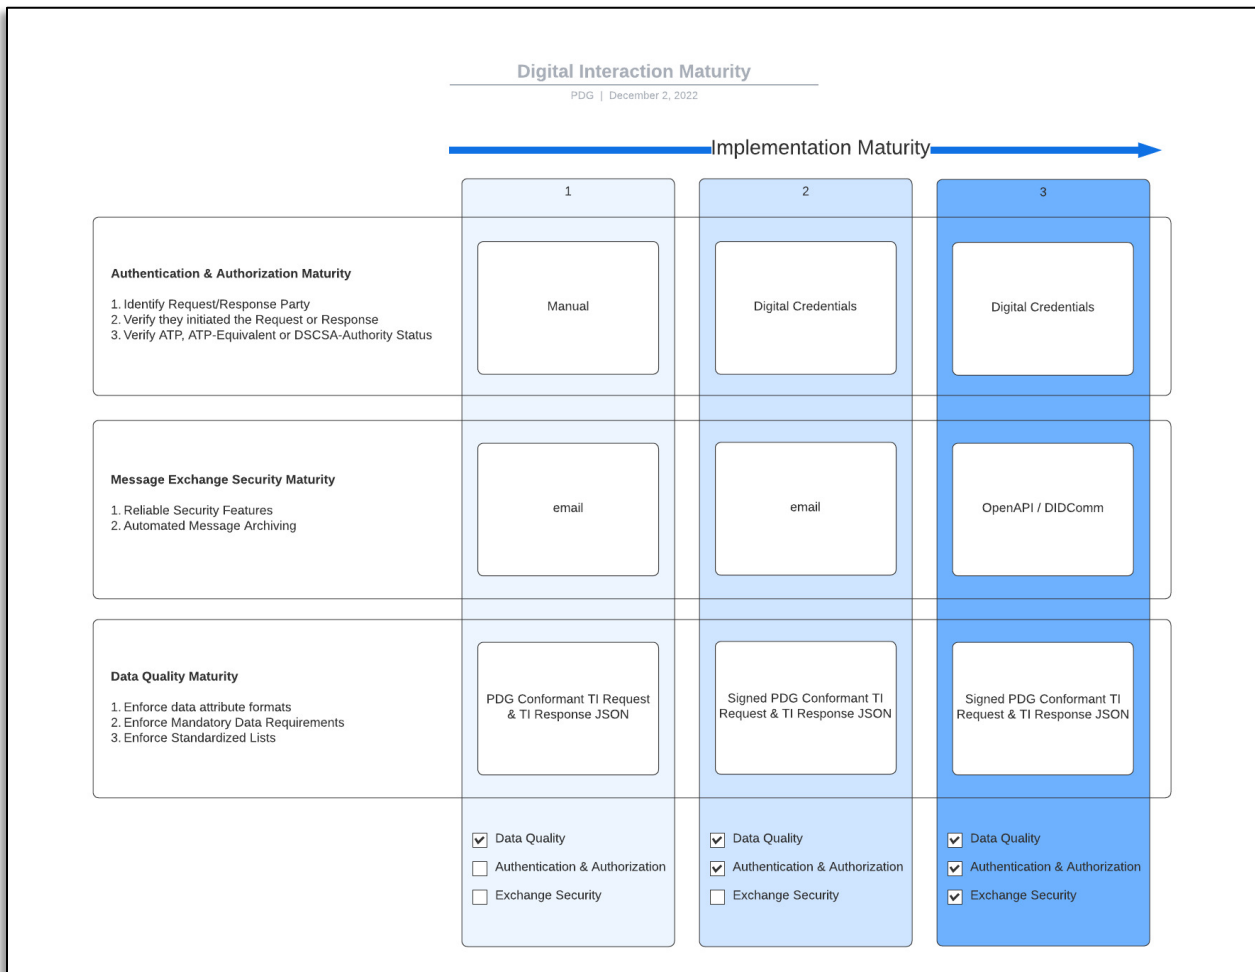 Digital Interaction Maturity
PDG | December 2, 2022
Implementation Maturity
1
2
3
Authentication & Authorization Maturity
1. Identify Request/Response Party
2. Verify they initiated the Request or Response
3. Verify ATP, ATP-Equivalent or DSCSA-Authority Status
Manual
Digital Credentials
Digital Credentials
Message Exchange Security Maturity
1. Reliable Security Features
2. Automated Message Archiving
email
email
OpenAPI / DIDComm
Data Quality Maturity
1. Enforce data attribute formats
2. Enforce Mandatory Data Requirements
3. Enforce Standardized Lists
PDG Conformant TI Request
& TI Response JSON
Signed PDG Conformant TI
Request & TI Response JSON
Signed PDG Conformant TI
Request & TI Response JSON
Data Quality
Authentication & Authorization
Exchange Security
Data Quality
Authentication & Authorization
Exchange Security
Data Quality
Authentication & Authorization
Exchange Security